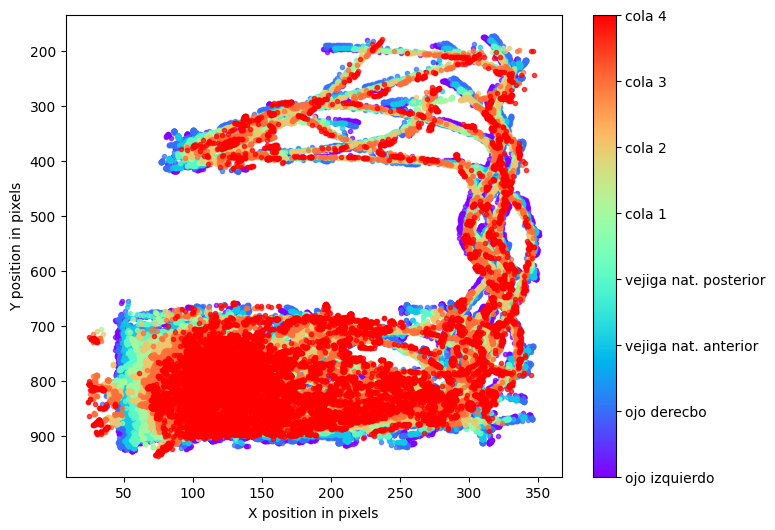 200
300
400
500
600
700
800
900
Y position in pixels
50
100
150
200
250
300
350
X position in pixels
cola 4
cola 3
cola 2
cola 1
vejiga nat. posterior
vejiga nat. anterior
ojo derecbo
ojo izquierdo